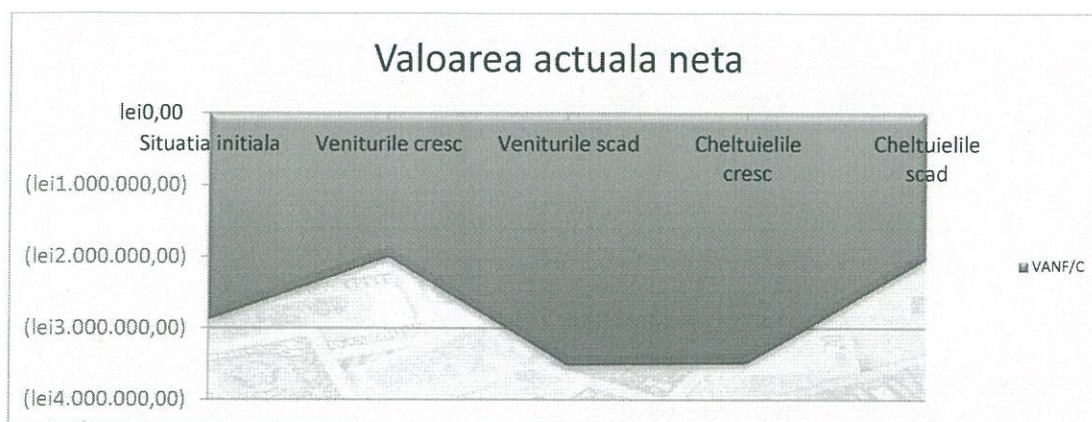 Valoarea actuala neta
lei0,00
Situatia initiala Veniturile cresc Veniturile scad Cheltuielile cresc Cheltuielile scad
(lei1.000.000,00)
(lei2.000.000,00)
VANF/C
(lei3.000.000,00)
(lei4.000.000,00)